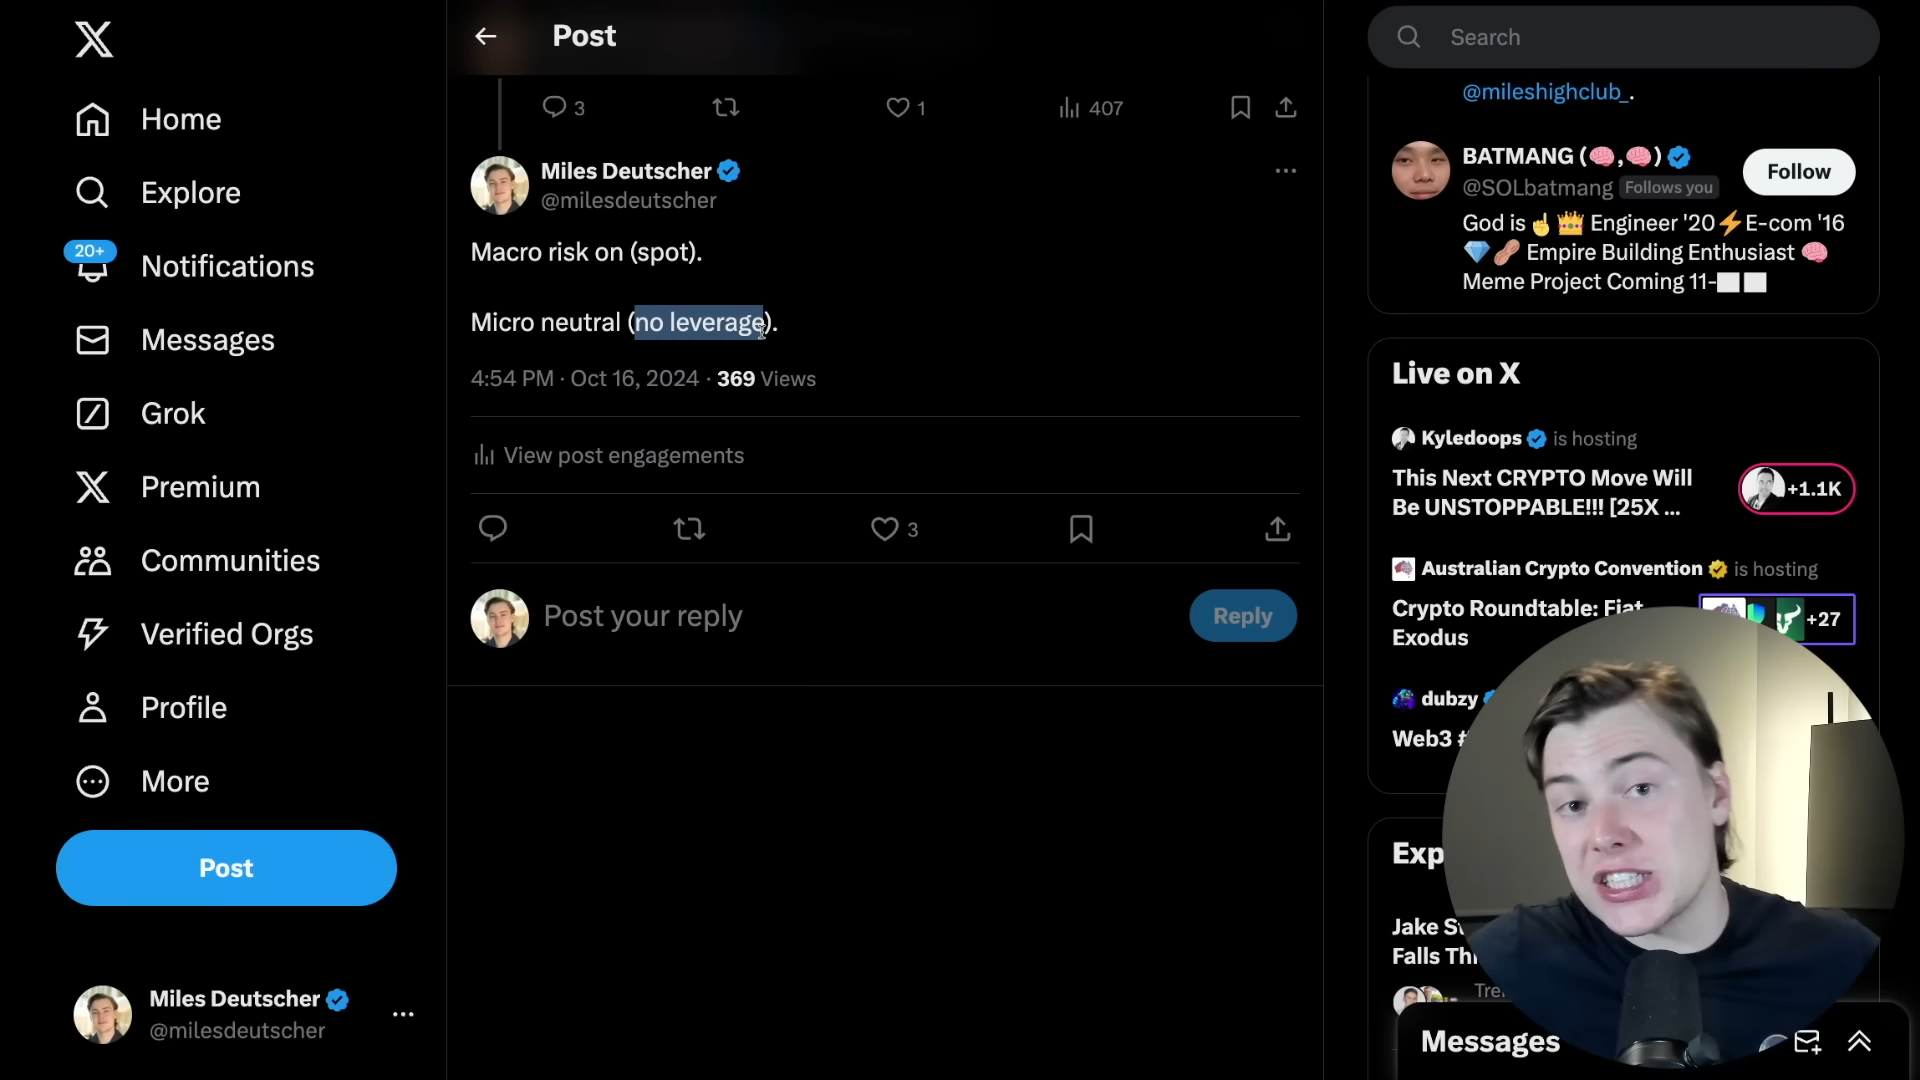 Home
Explore
20+
Notifications
Messages
Grok
Premium
Communities
Verified Orgs
Profile
More
Post
Miles Deutscher
@milesdeutscher
Post
3
1
407
Miles Deutscher
@milesdeutscher
Macro risk on (spot).
Micro neutral (no leverage).
4:54 PM · Oct 16, 2024 · 369 Views
View post engagements
3
Post your reply
Reply
Search
@mileshighclub_.
BATMANG (🧠,🧠)
@SOLbatmang Follows you
Follow
God is☝️👑 Engineer '20⚡E-com '16
💎🥜 Empire Building Enthusiast 🧠
Meme Project Coming 11-⬜⬜
Live on X
Kyledoops is hosting
This Next CRYPTO Move Will
Be UNSTOPPABLE!!! [25X ...
+1.1K
Australian Crypto Convention is hosting
Crypto Roundtable: Fiat
Exodus
+27
dubzy
Web3
Exp
Jake
Falls
Messages